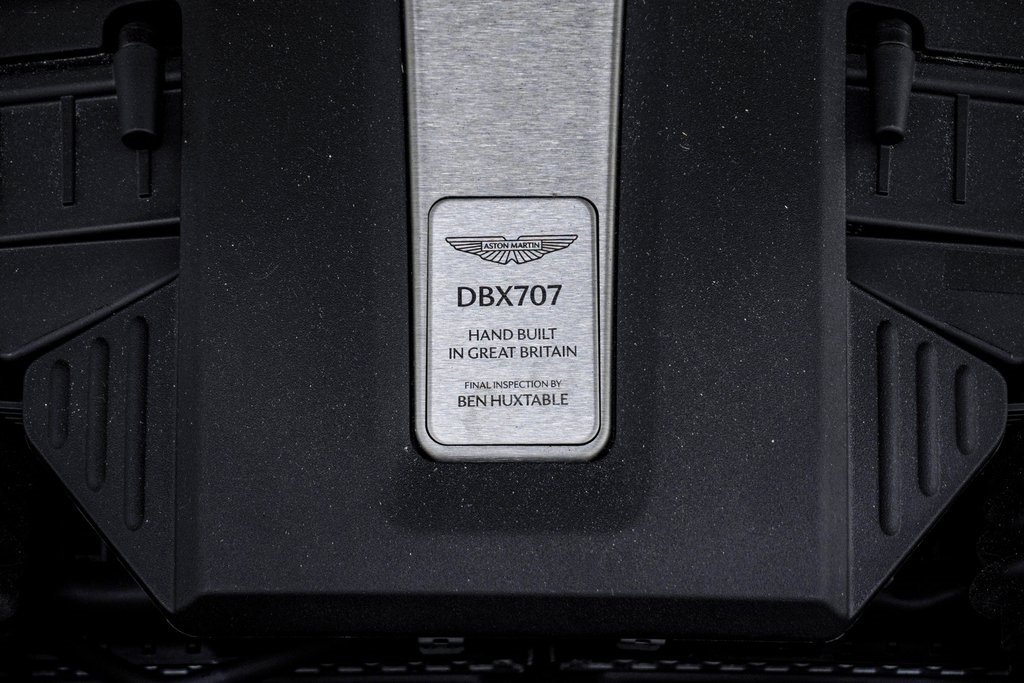 ASTON MARTIN
DBX707
HAND BUILT
IN GREAT BRITAIN
FINAL INSPECTION BY
BEN HUXTABLE